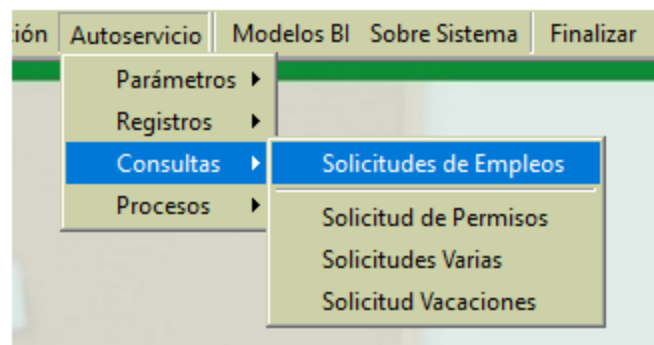 ión Autoservicio Modelos BI Sobre Sistema Finalizar
Parámetros
Registros
Consultas Solicitudes de Empleos
Procesos
Solicitud de Permisos
Solicitudes Varias
Solicitud Vacaciones